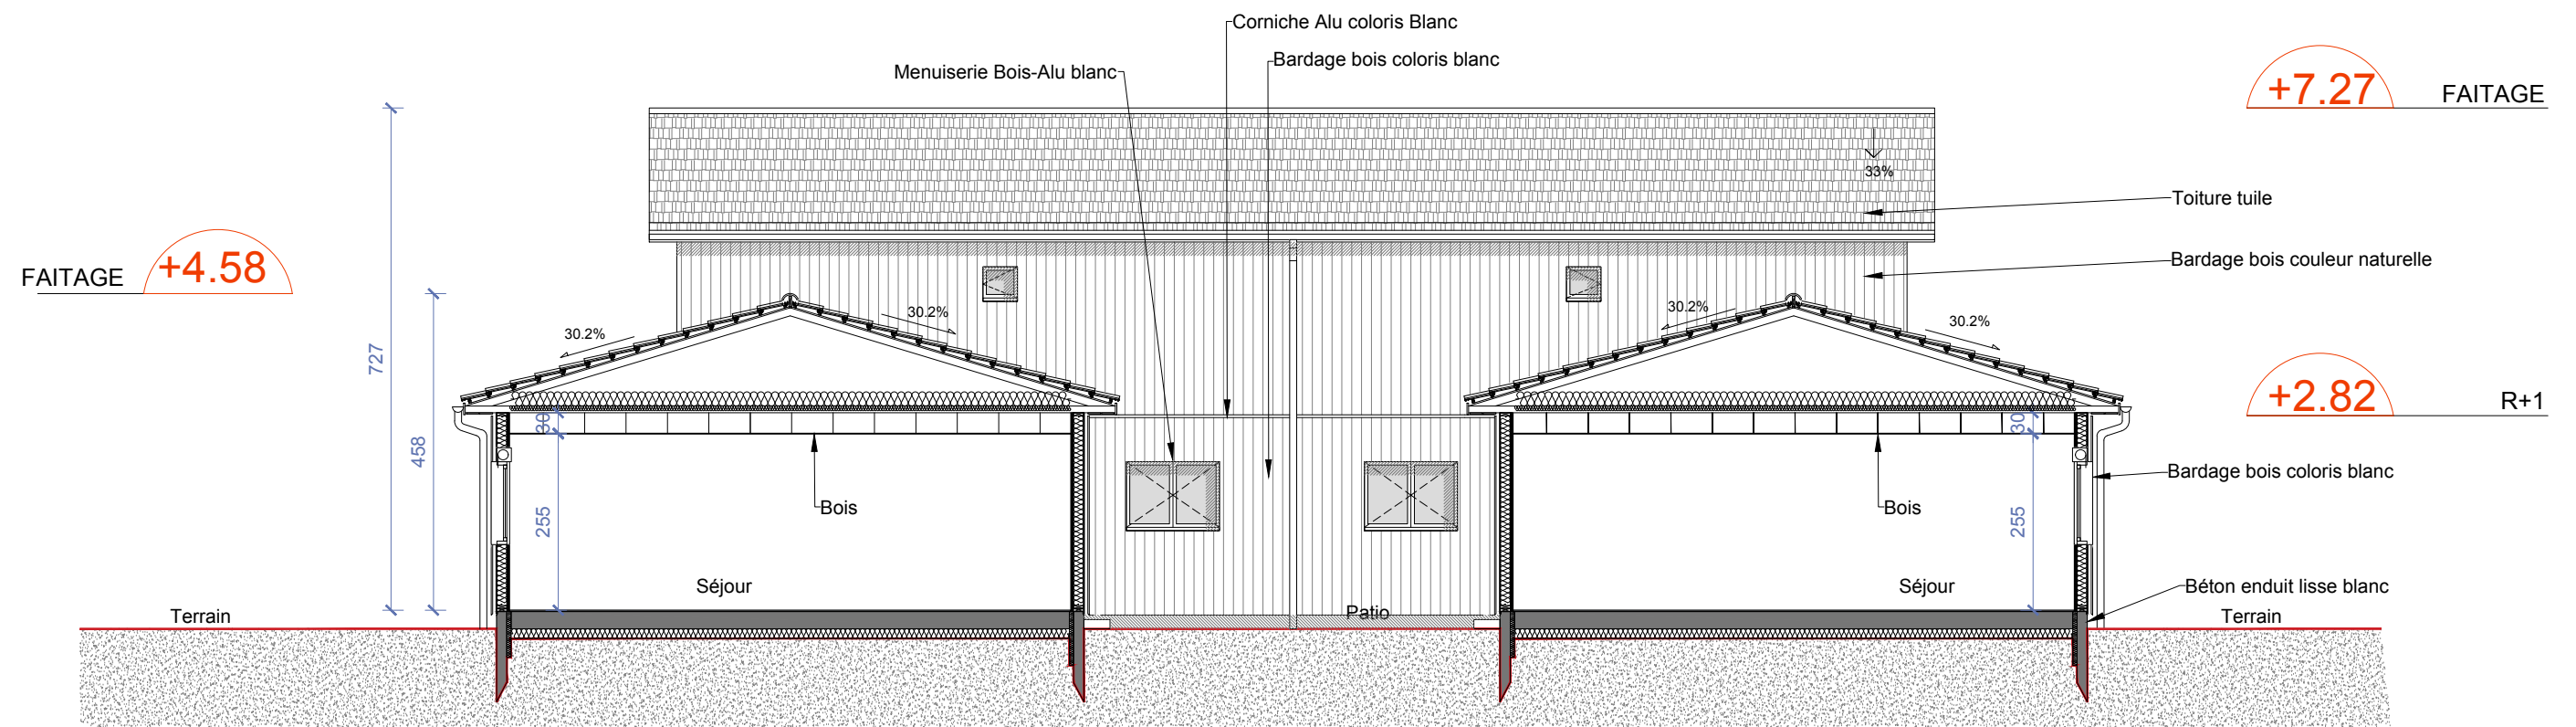 Corniche Alu coloris Blanc
Bardage bois coloris blanc
Menuiserie Bois-Alu blanc
+7.27 FAITAGE
33%
Toiture tuile
FAITAGE +4.58
Bardage bois couleur naturelle
30.2%
30.2%
30.2%
30.2%
727
458
+2.82 R+1
30
30
Bardage bois coloris blanc
Bois
Bois
255
255
Séjour
Séjour
Béton enduit lisse blanc
Terrain
Patio
Terrain